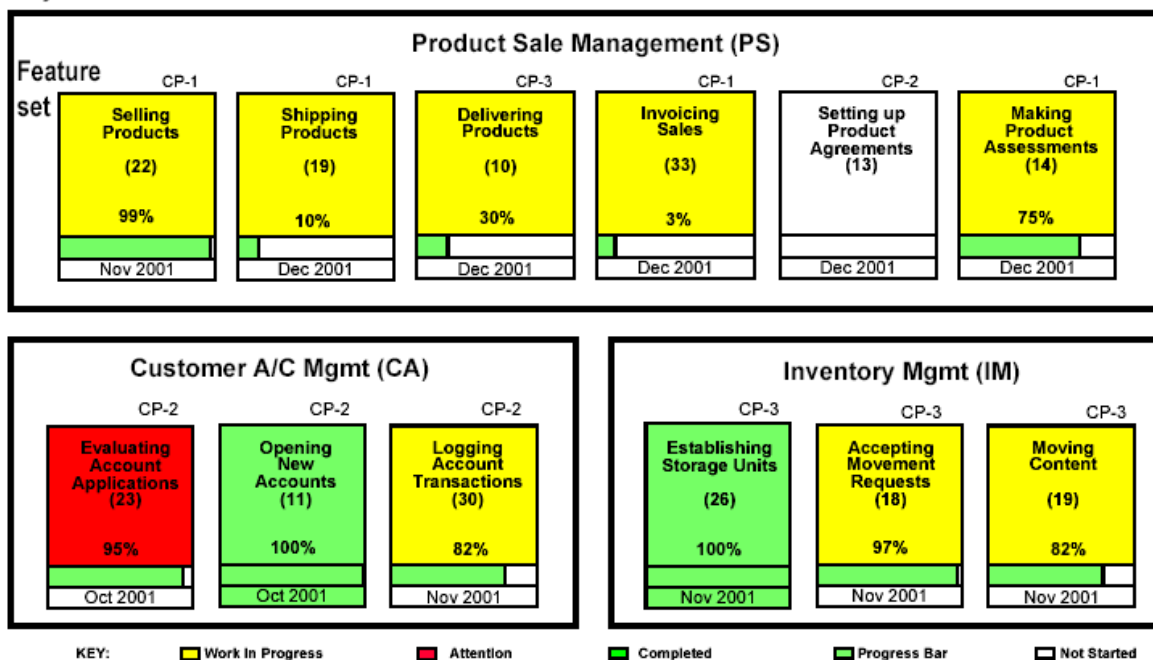 Product Sale Management (PS)
Feature
set
CP-1
Selling
Products
(22)
99%
Nov 2001
CP-1
Shipping
Products
(19)
10%
Dec 2001
CP-3
Delivering
Products
(10)
30%
Dec 2001
CP-1
Invoicing
Sales
(33)
3%
Dec 2001
CP-2
Setting up
Product
Agreements
(13)
Dec 2001
CP-1
Making
Product
Assessments
(14)
75%
Dec 2001
Customer A/C Mgmt (CA)
CP-2
Evaluating
Account
Applications
(23)
95%
Oct 2001
CP-2
Opening
New
Accounts
(11)
100%
Oct 2001
CP-2
Logging
Account
Transactions
(30)
82%
Nov 2001
Inventory Mgmt (IM)
CP-3
Establishing
Storage Units
(26)
100%
Nov 2001
CP-3
Accepting
Movement
Requests
(18)
97%
Nov 2001
CP-3
Moving
Content
(19)
82%
Nov 2001
KEY: Work In Progress Attention Completed Progress Bar Not Started